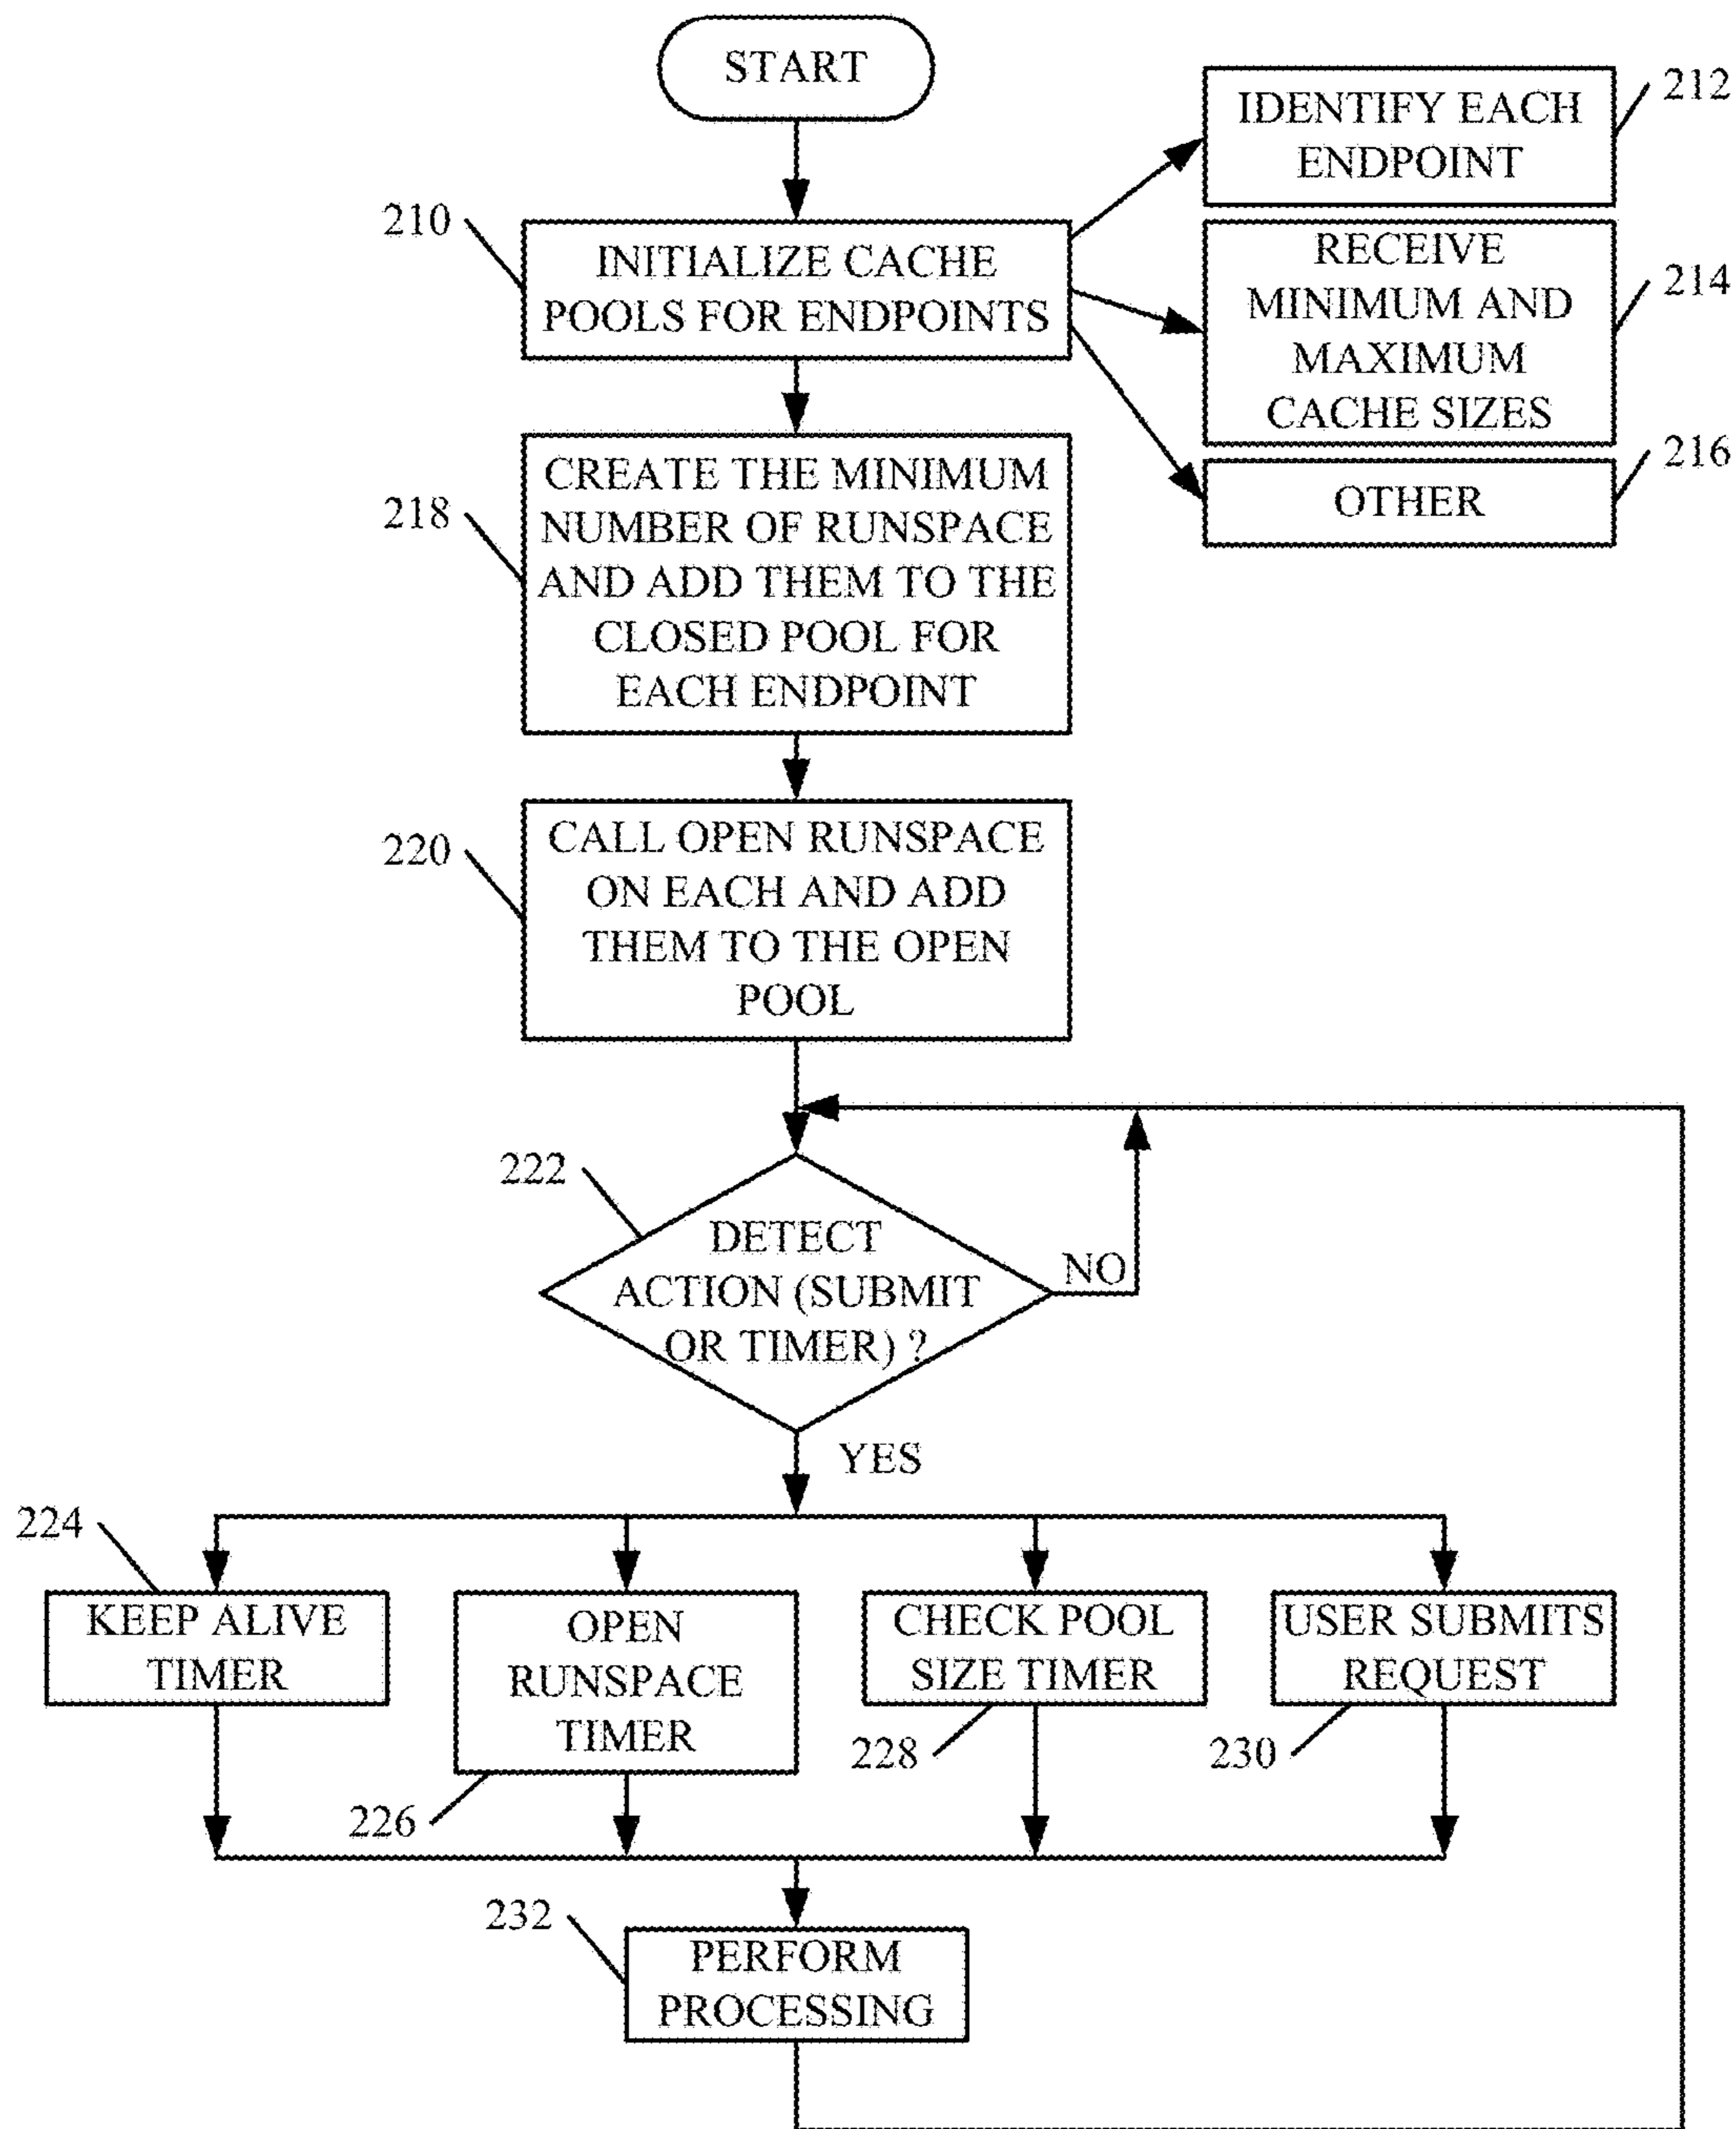 START
212
IDENTIFY EACH
ENDPOINT
210
INITIALIZE CACHE
POOLS FOR ENDPOINTS
RECEIVE
MINIMUM AND
MAXIMUM
CACHE SIZES
214
216
OTHER
218
CREATE THE MINIMUM
NUMBER OF RUNSPACE
AND ADD THEM TO THE
CLOSED POOL FOR
EACH ENDPOINT
220
CALL OPEN RUNSPACE
ON EACH AND ADD
THEM TO THE OPEN
POOL
222
DETECT
ACTION (SUBMIT
OR TIMER) ?
NO
YES
224
KEEP ALIVE
TIMER
OPEN
RUNSPACE
TIMER
226
CHECK POOL
SIZE TIMER
228
USER SUBMITS
REQUEST
230
232
PERFORM
PROCESSING